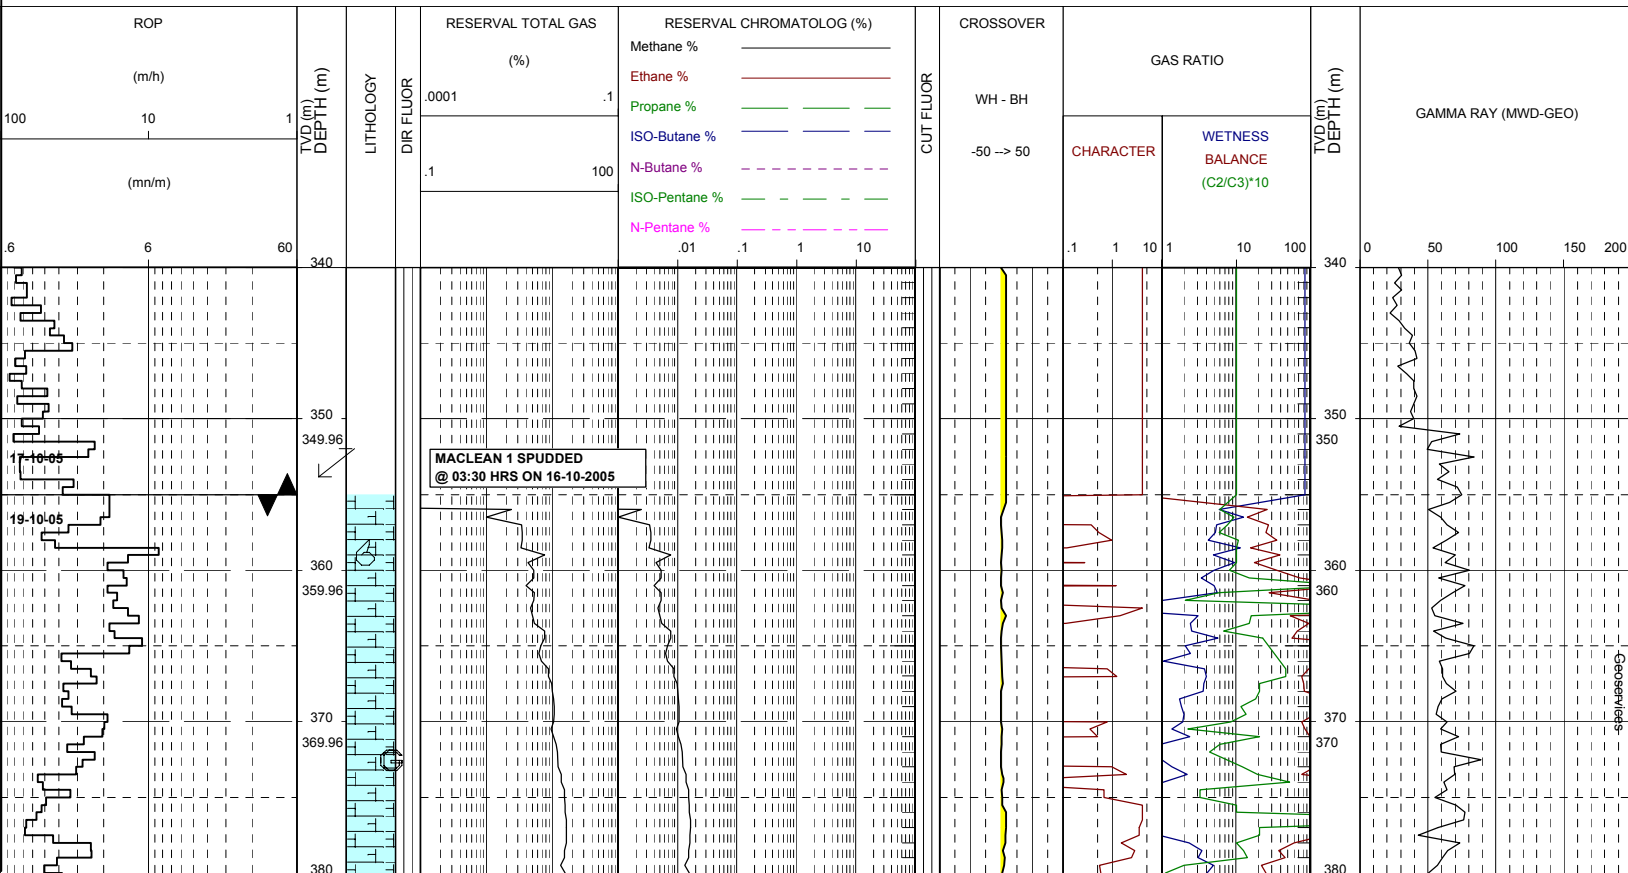 ROP
(m/h)
100 10 1
(mn/m)
.6 6 60
TVD (m)
DEPTH (m)
LITHOLOGY
DIR FLUOR
RESERVAL TOTAL GAS
(%)
.0001 .1
.1 100
RESERVAL CHROMATOLOG (%)
Methane %
Ethane %
Propane %
ISO-Butane %
N-Butane %
ISO-Pentane %
N-Pentane %
.01 .1 1 10
CUT FLUOR
CROSSOVER
WH - BH
-50 --> 50
GAS RATIO
CHARACTER
.1 1 10
WETNESS
BALANCE
(C2/C3)*10
1 10 100
TVD (m)
DEPTH (m)
GAMMA RAY (MWD-GEO)
0 50 100 150 200
340
350
349.96
17-10-05
19-10-05
360
359.96
370
369.96
380
MACLEAN 1 SPUDDED
@ 03:30 HRS ON 16-10-2005
340
350
350
360
360
370
370
380
Geoservices